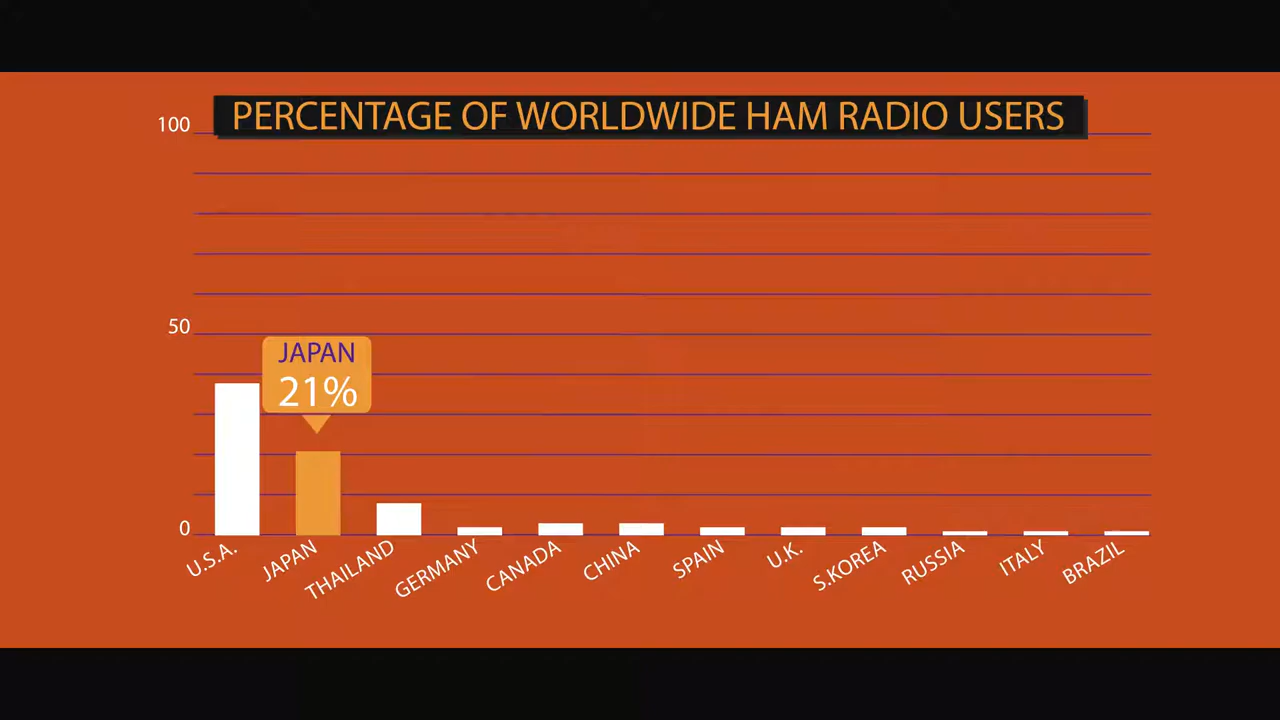 PERCENTAGE OF WORLDWIDE HAM RADIO USERS
100
50
JAPAN
21%
0
U.S.A.
JAPAN
THAILAND
GERMANY
CANADA
CHINA
SPAIN
U.K.
S.KOREA
RUSSIA
ITALY
BRAZIL